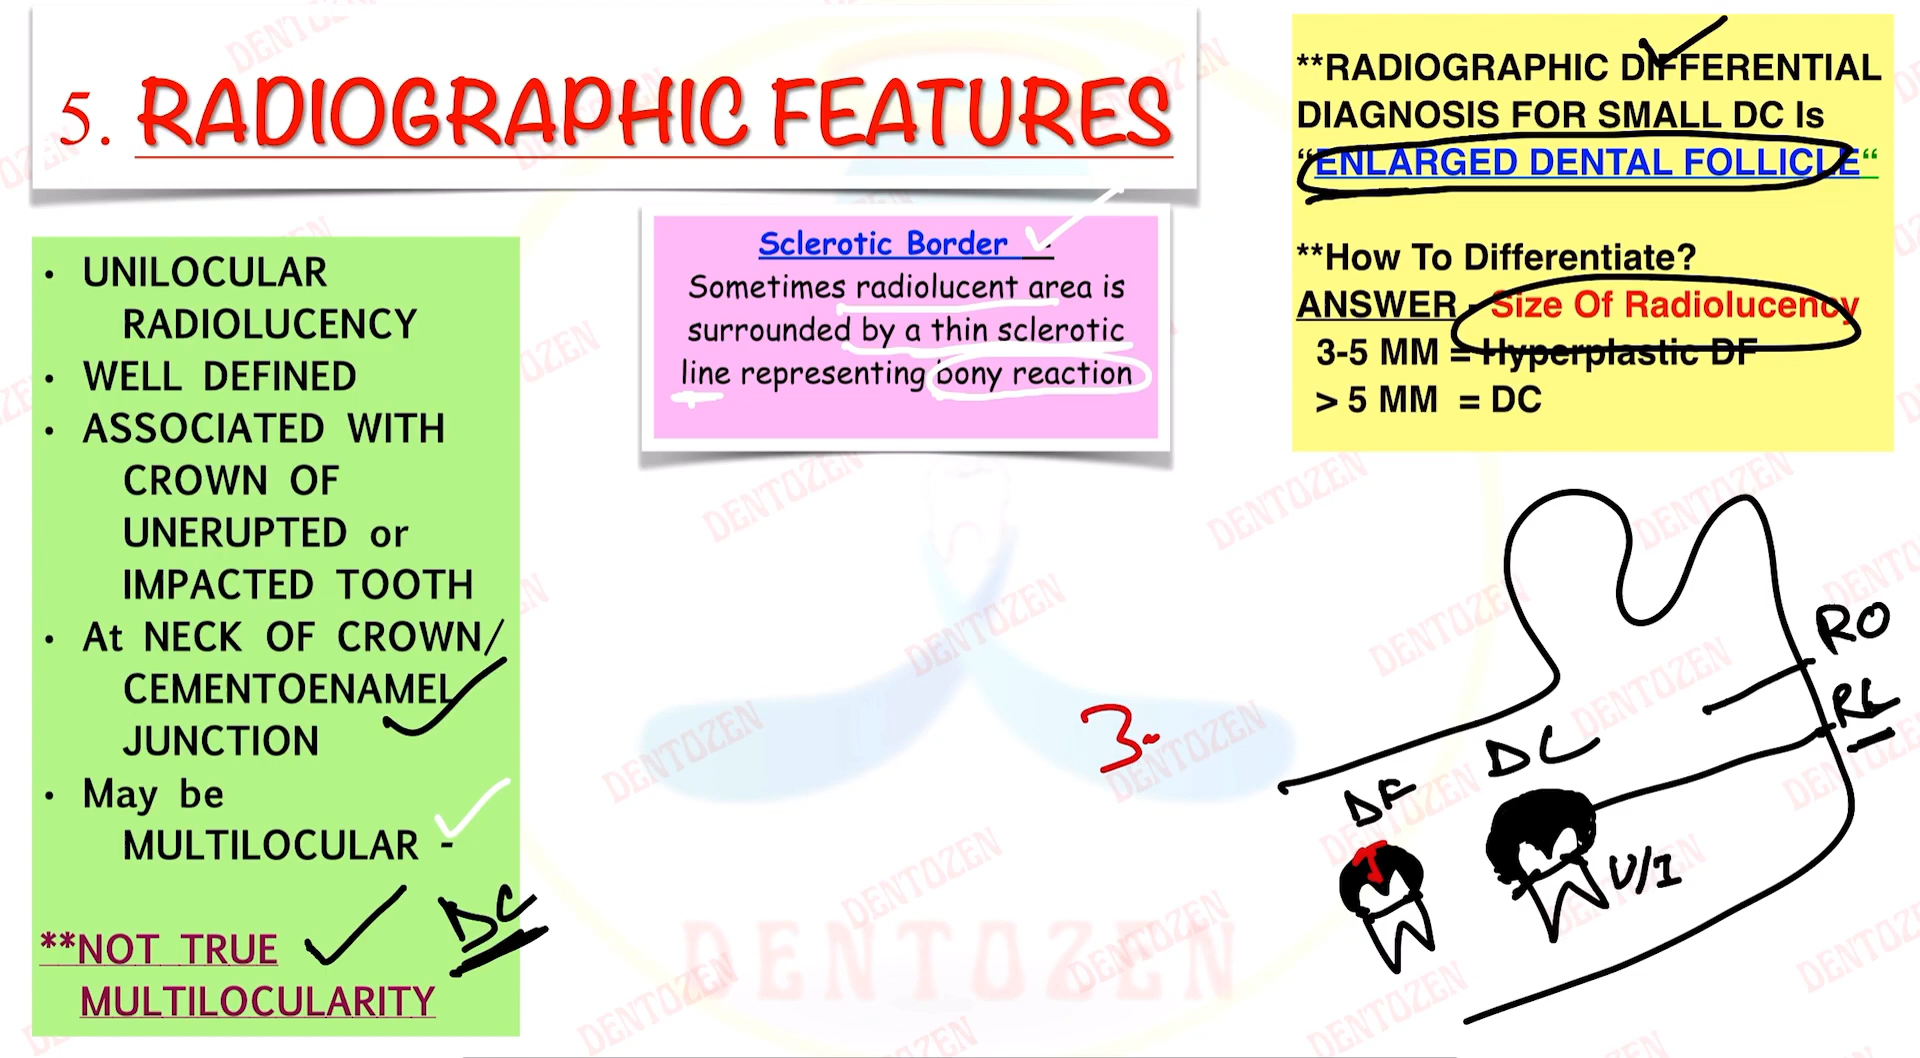 5. RADIOGRAPHIC FEATURES
• UNILOCULAR
RADIOLUCENCY
• WELL DEFINED
• ASSOCIATED WITH
CROWN OF
UNERUPTED or
IMPACTED TOOTH
• At NECK OF CROWN/
CEMENTOENAMEL
JUNCTION
• May be
MULTILOCULAR -
**NOT TRUE
MULTILOCULARITY
DC
Sclerotic Border -
Sometimes radiolucent area is
surrounded by a thin sclerotic
line representing bony reaction
**RADIOGRAPHIC DIFFERENTIAL
DIAGNOSIS FOR SMALL DC Is
“ENLARGED DENTAL FOLLICLE“
**How To Differentiate?
ANSWER - Size Of Radiolucency
3-5 MM = Hyperplastic DF
> 5 MM = DC
RO
RL
DC
DF
U/I
3-
DENTOZEN